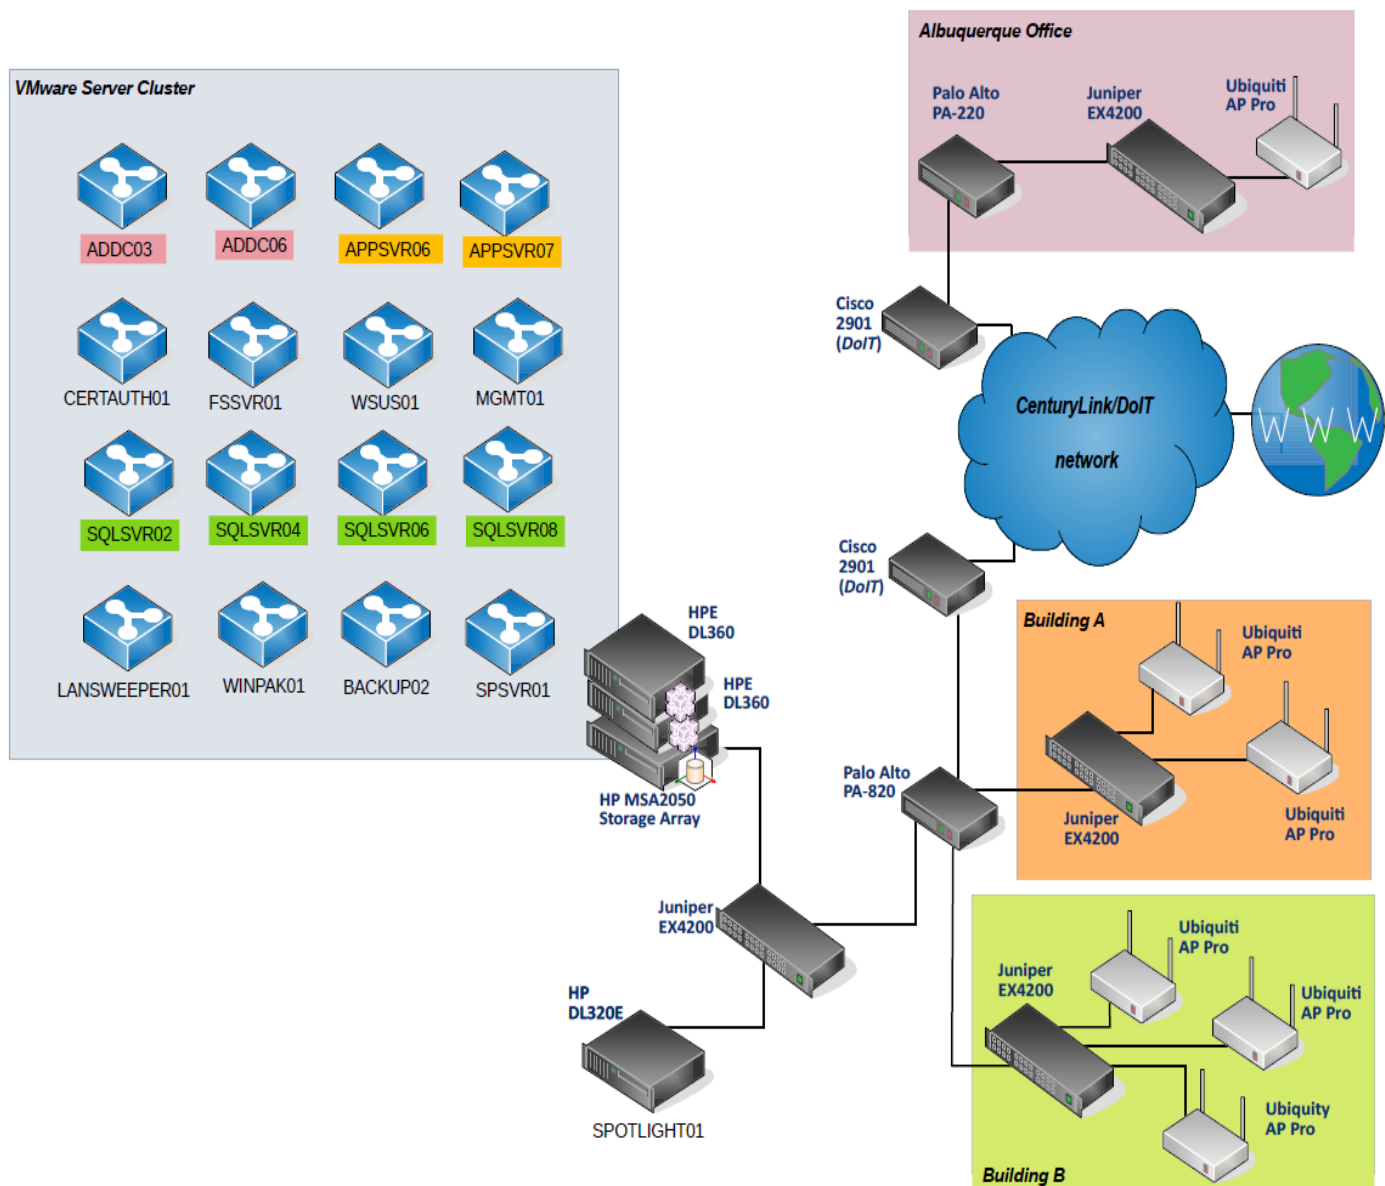 Albuquerque Office
Palo Alto
PA-220
Juniper
EX4200
Ubiquiti
AP Pro
VMware Server Cluster
ADDC03
ADDC06
APPSVR06
APPSVR07
CERTAUTH01
FSSVR01
WSUS01
MGMT01
SQLSVR02
SQLSVR04
SQLSVR06
SQLSVR08
LANSWEEPER01
WINPAK01
BACKUP02
SPSVR01
Cisco
2901
(DoIT)
CenturyLink/DoIT
network
W W W
Cisco
2901
(DoIT)
HPE
DL360
HPE
DL360
HP MSA2050
Storage Array
Building A
Ubiquiti
AP Pro
Palo Alto
PA-820
Juniper
EX4200
Ubiquiti
AP Pro
Juniper
EX4200
HP
DL320E
SPOTLIGHT01
Ubiquiti
AP Pro
Juniper
EX4200
Ubiquiti
AP Pro
Ubiquity
AP Pro
Building B